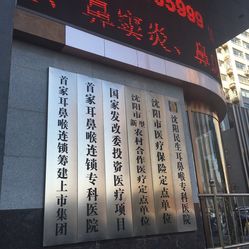 95999
鼻窦炎、鼻
首家耳鼻喉连锁筹建上市集团
首家耳鼻喉连锁专科医院
国家发改委投资医疗项目
沈阳市新型农村合作医疗定点单位
沈阳市医疗保险定点单位
沈阳民生耳鼻喉专科医院